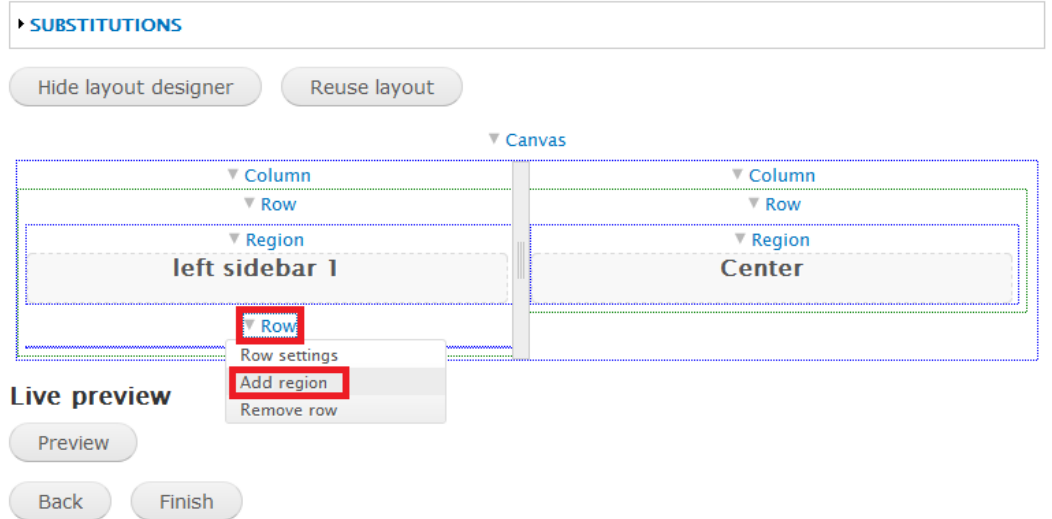 SUBSTITUTIONS
Hide layout designer Reuse layout
Canvas
Column Column
Row Row
Region Region
left sidebar 1 Center
Row
Row settings
Add region
Remove row
Live preview
Preview
Back Finish